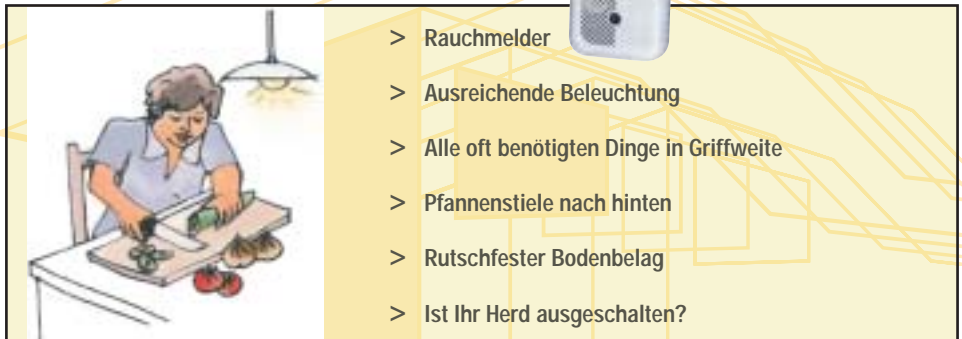 > Rauchmelder
> Ausreichende Beleuchtung
> Alle oft benötigten Dinge in Griffweite
> Pfannenstiele nach hinten
> Rutschfester Bodenbelag
> Ist Ihr Herd ausgeschalten?